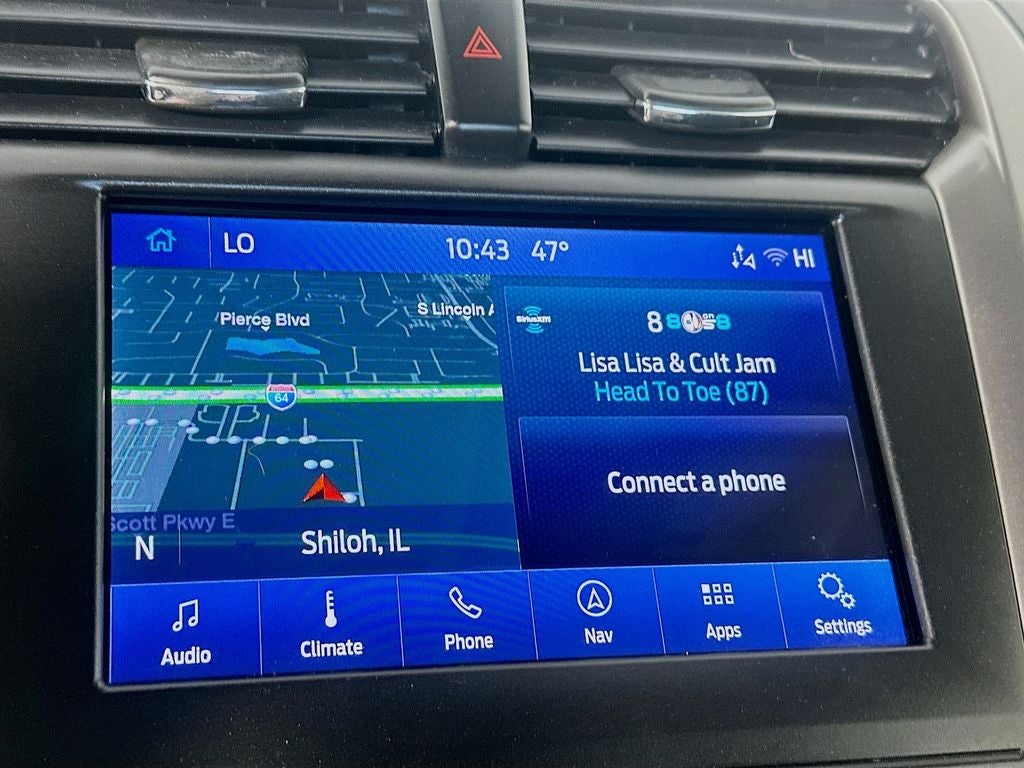 LO
10:43 47°
HI
Pierce Blvd
S Lincoln A
64
Scott Pkwy E
N
Shiloh, IL
SiriusXM
8 80s on 8
Lisa Lisa & Cult Jam
Head To Toe (87)
Connect a phone
Audio
Climate
Phone
Nav
Apps
Settings